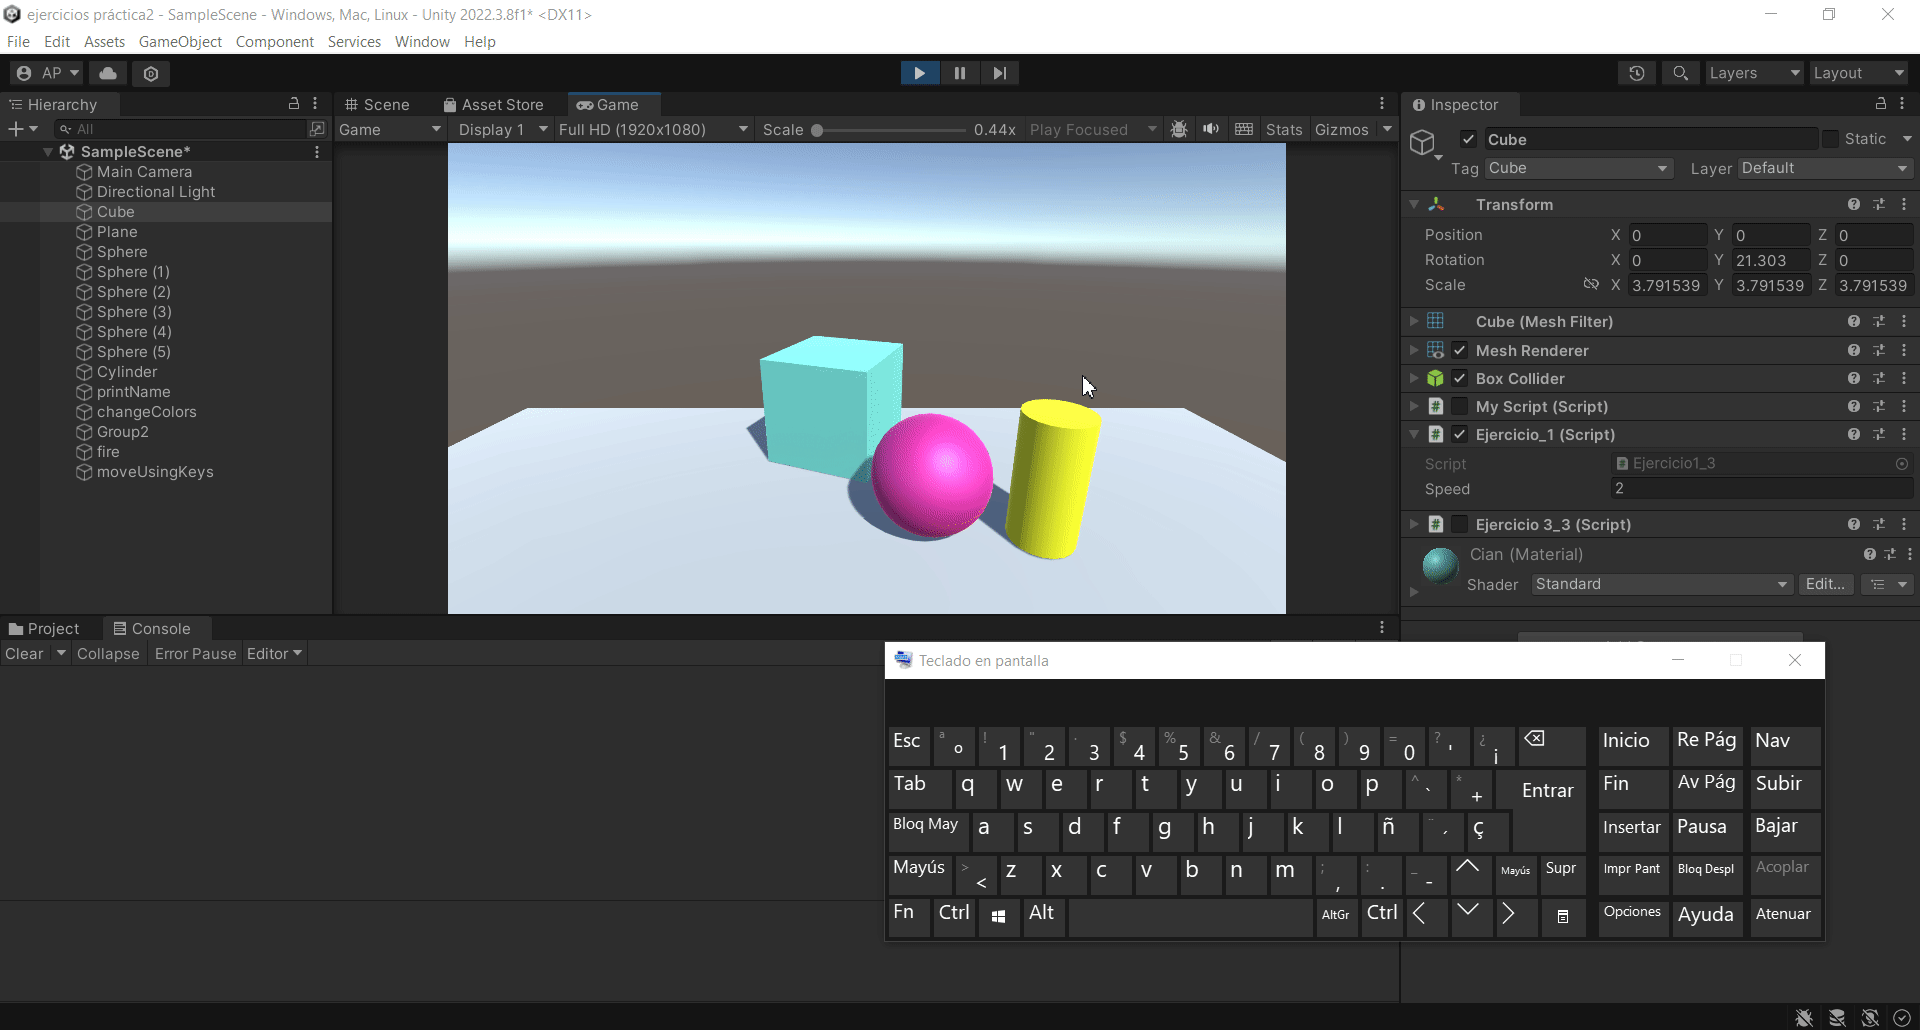 ejercicios práctica2 - SampleScene - Windows, Mac, Linux - Unity 2022.3.8f1* <DX11>
File Edit Assets GameObject Component Services Window Help
AP Layers Layout
Hierarchy
All
SampleScene*
Main Camera
Directional Light
Cube
Plane
Sphere
Sphere (1)
Sphere (2)
Sphere (3)
Sphere (4)
Sphere (5)
Cylinder
printName
changeColors
Group2
fire
moveUsingKeys
Scene Asset Store Game
Game Display 1 Full HD (1920x1080) Scale 0.44x Play Focused Stats Gizmos
Inspector
Cube Static
Tag Cube Layer Default
Transform
Position X 0 Y 0 Z 0
Rotation X 0 Y 21.303 Z 0
Scale X 3.791539 Y 3.791539 Z 3.791539
Cube (Mesh Filter)
Mesh Renderer
Box Collider
My Script (Script)
Ejercicio_1 (Script)
Script Ejercicio1_3
Speed 2
Ejercicio 3_3 (Script)
Cian (Material)
Shader Standard Edit...
Project Console
Clear Collapse Error Pause Editor
Teclado en pantalla
Esc ª º ! 1 " 2 · 3 $ 4 % 5 & 6 / 7 ( 8 ) 9 = 0 ? ' ¿ ¡ Inicio Re Pág Nav
Tab q w e r t y u i o p ^ ` * + Entrar Fin Av Pág Subir
Bloq May a s d f g h j k l ñ ¨ ´ ç Insertar Pausa Bajar
Mayús > < z x c v b n m ; , : . _ - Mayús Supr Impr Pant Bloq Despl Acoplar
Fn Ctrl Alt AltGr Ctrl Opciones Ayuda Atenuar